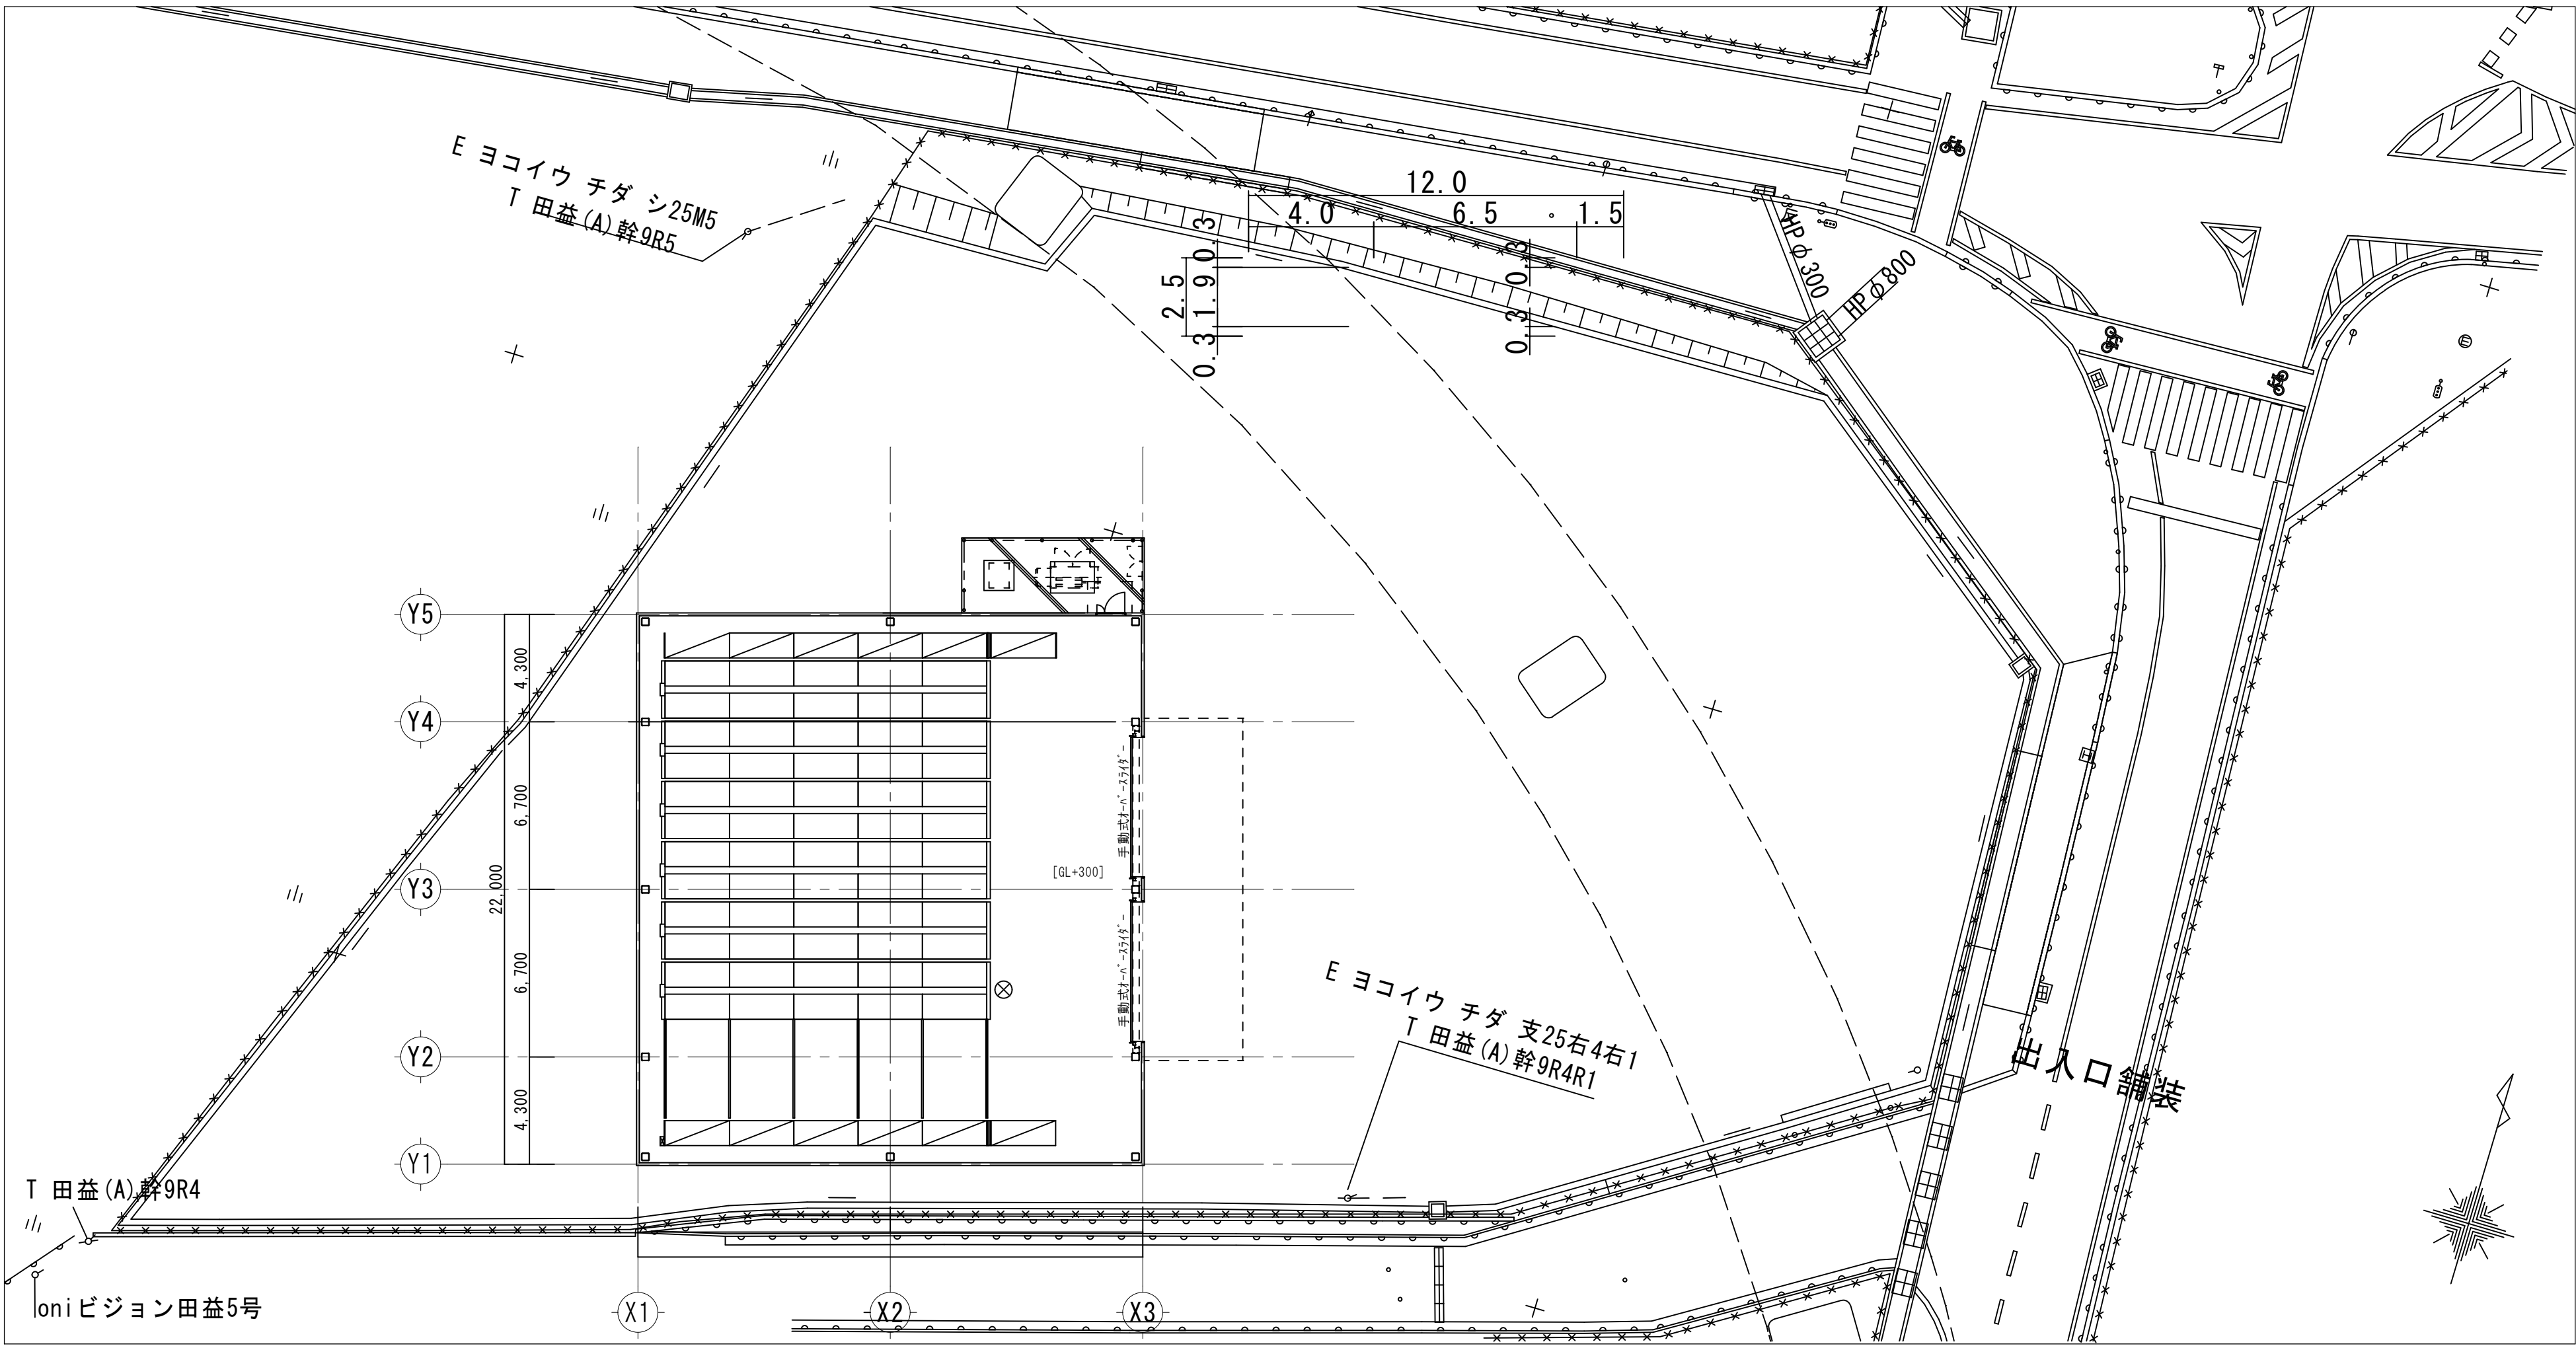 E ヨコイウ チダ シ25M5
T 田益(A)幹9R5
12.0
4.0
6.5
1.5
0.3
1.9
0.3
2.5
0.3
0.3
HPφ300
HPφ800
Y5
Y4
Y3
Y2
Y1
4,300
6,700
6,700
4,300
22,000
手動式オーバースライダー
手動式オーバースライダー
[GL+300]
E ヨコイウ チダ 支25右4右1
T 田益(A)幹9R4R1
出入口舗装
T 田益(A)幹9R4
oniビジョン田益5号
X1
X2
X3